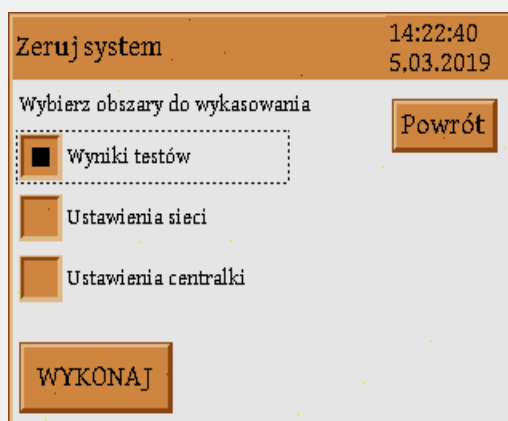 Zeruj system
14:22:40
5.03.2019
Wybierz obszary do wykasowania
Powrót
Wyniki testów
Ustawienia sieci
Ustawienia centralki
WYKONAJ